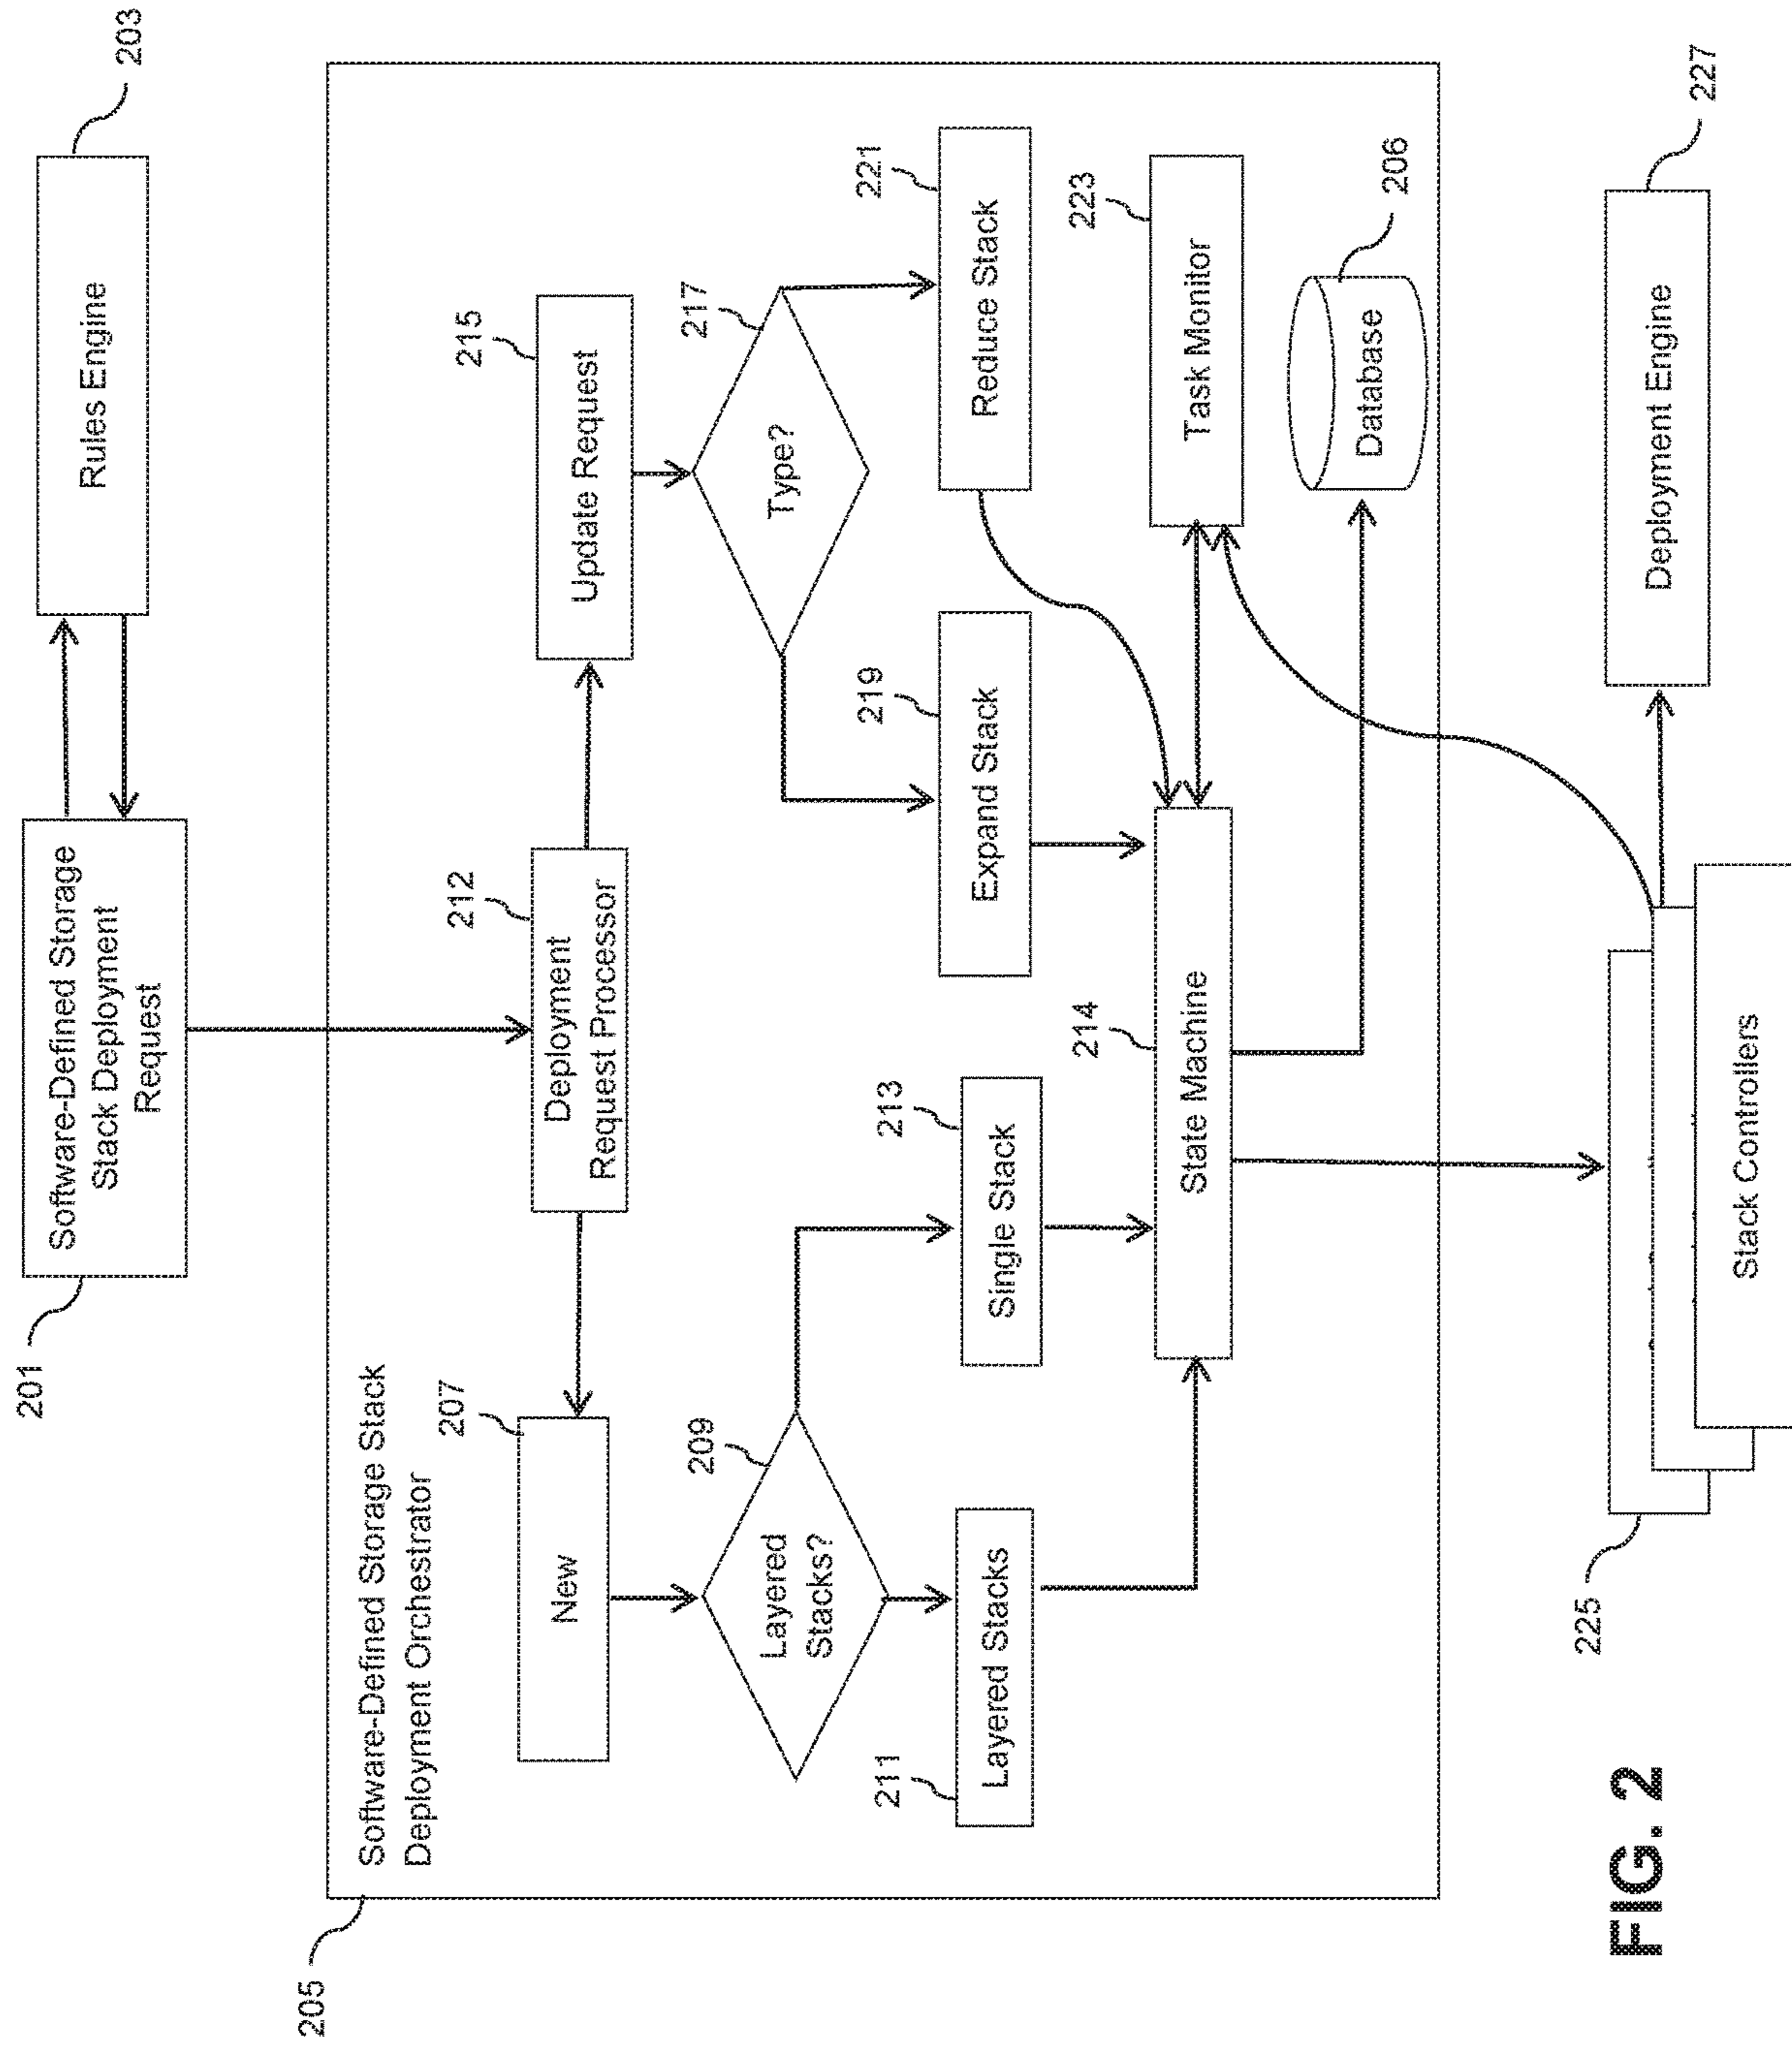 201
Software-Defined Storage
Stack Deployment
Request
Rules Engine
203
205
Software-Defined Storage Stack
Deployment Orchestrator
207
New
212
Deployment
Request Processor
215
Update Request
209
Layered
Stacks?
217
Type?
211
Layered Stacks
213
Single Stack
219
Expand Stack
221
Reduce Stack
214
State Machine
223
Task Monitor
206
Database
225
Stack Controllers
Deployment Engine
227
FIG. 2